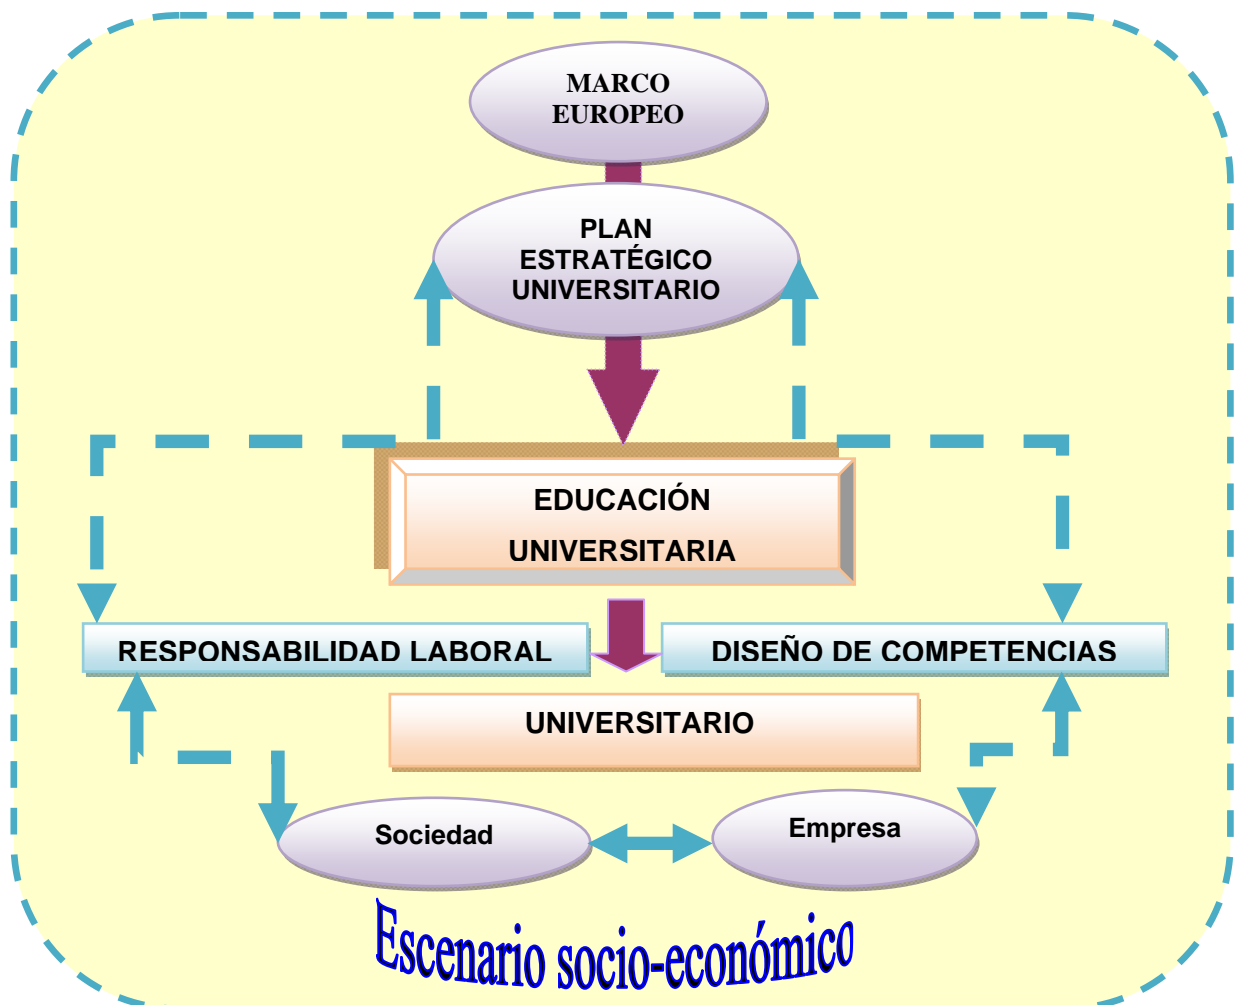 MARCO
EUROPEO
PLAN
ESTRATÉGICO
UNIVERSITARIO
EDUCACIÓN
UNIVERSITARIA
RESPONSABILIDAD LABORAL
DISEÑO DE COMPETENCIAS
UNIVERSITARIO
Sociedad
Empresa
Escenario socio-económico